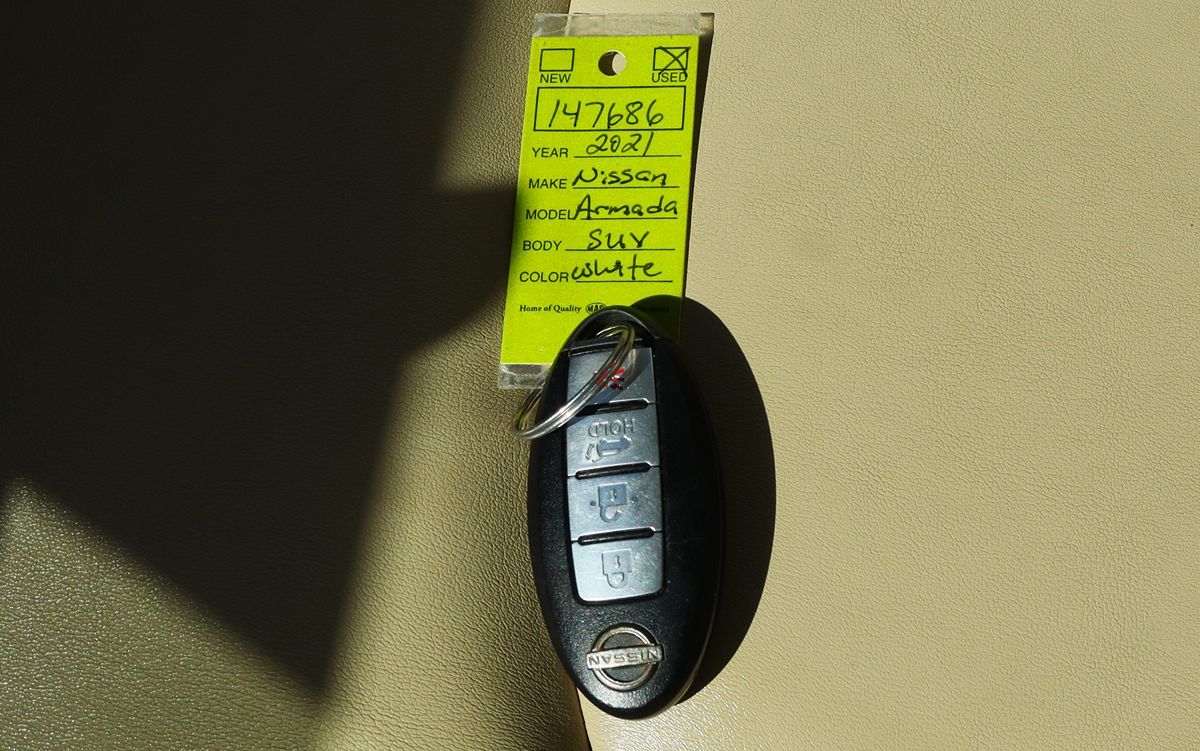 NEW USED
147686
YEAR 2021
MAKE Nissan
MODEL Armada
BODY SUV
COLOR white
Home of Quality
HOLD
NISSAN